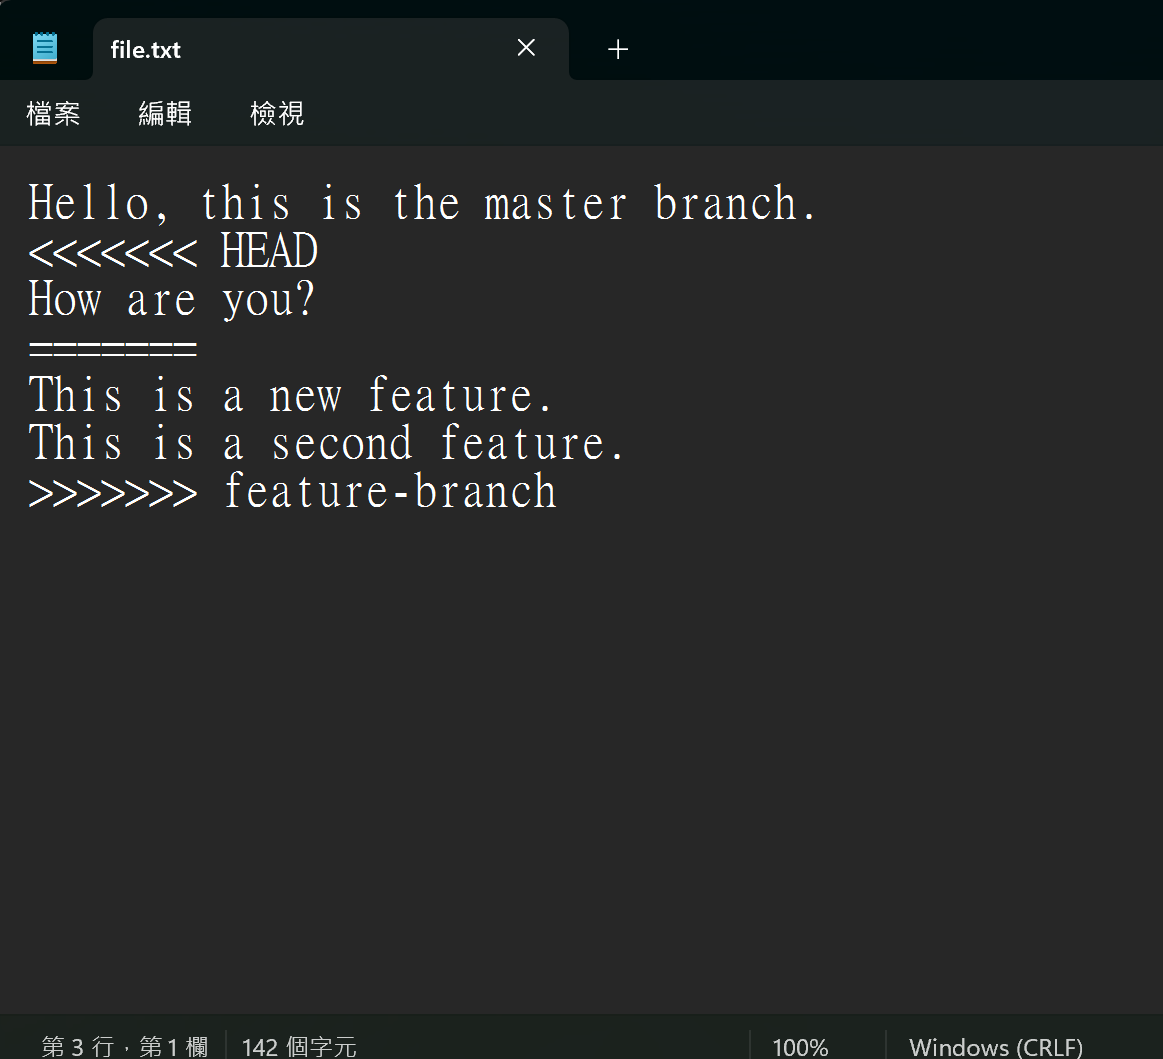 file.txt
檔案 編輯 檢視
Hello, this is the master branch.
<<<<<<< HEAD
How are you?
=======
This is a new feature.
This is a second feature.
>>>>>>> feature-branch
第 3 行，第 1 欄 142 個字元 100% Windows (CRLF)